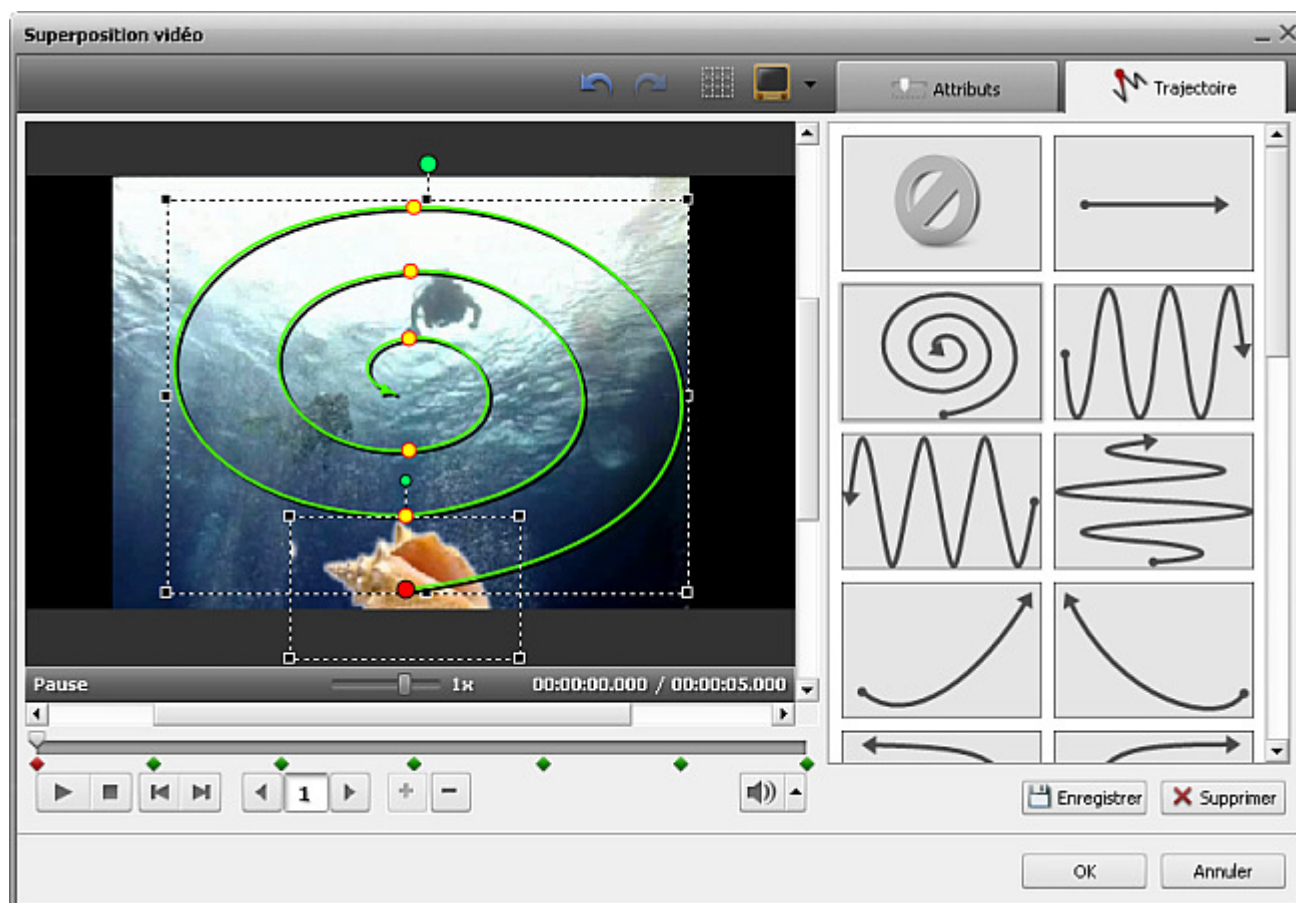 Superposition vidéo
Attributs
Trajectoire
Pause
1x
00:00:00.000 / 00:00:05.000
1
Enregistrer
Supprimer
OK
Annuler